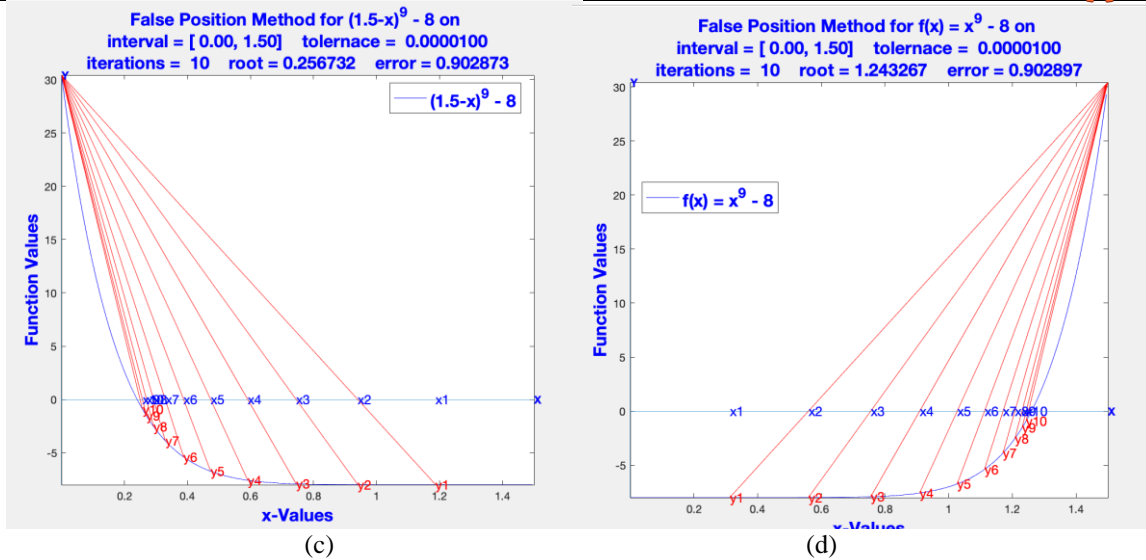 False Position Method for (1.5-x)^9 - 8 on
interval = [ 0.00, 1.50] tolernace = 0.0000100
iterations = 10 root = 0.256732 error = 0.902873
Y
30
25
20
15
10
5
0
-5
(1.5-x)^9 - 8
Function Values
x8
x7
x6
x5
x4
x3
x2
x1
x
y10
y9
y8
y7
y6
y5
y4
y3
y2
y1
0.2
0.4
0.6
0.8
1
1.2
1.4
x-Values
(c)
False Position Method for f(x) = x^9 - 8 on
interval = [ 0.00, 1.50] tolernace = 0.0000100
iterations = 10 root = 1.243267 error = 0.902897
Y
30
25
20
15
10
5
0
-5
f(x) = x^9 - 8
Function Values
x1
x2
x3
x4
x5
x6
x7
x10
x
y1
y2
y3
y4
y5
y6
y7
y8
y9
y10
0.2
0.4
0.6
0.8
1
1.2
1.4
x-Values
(d)